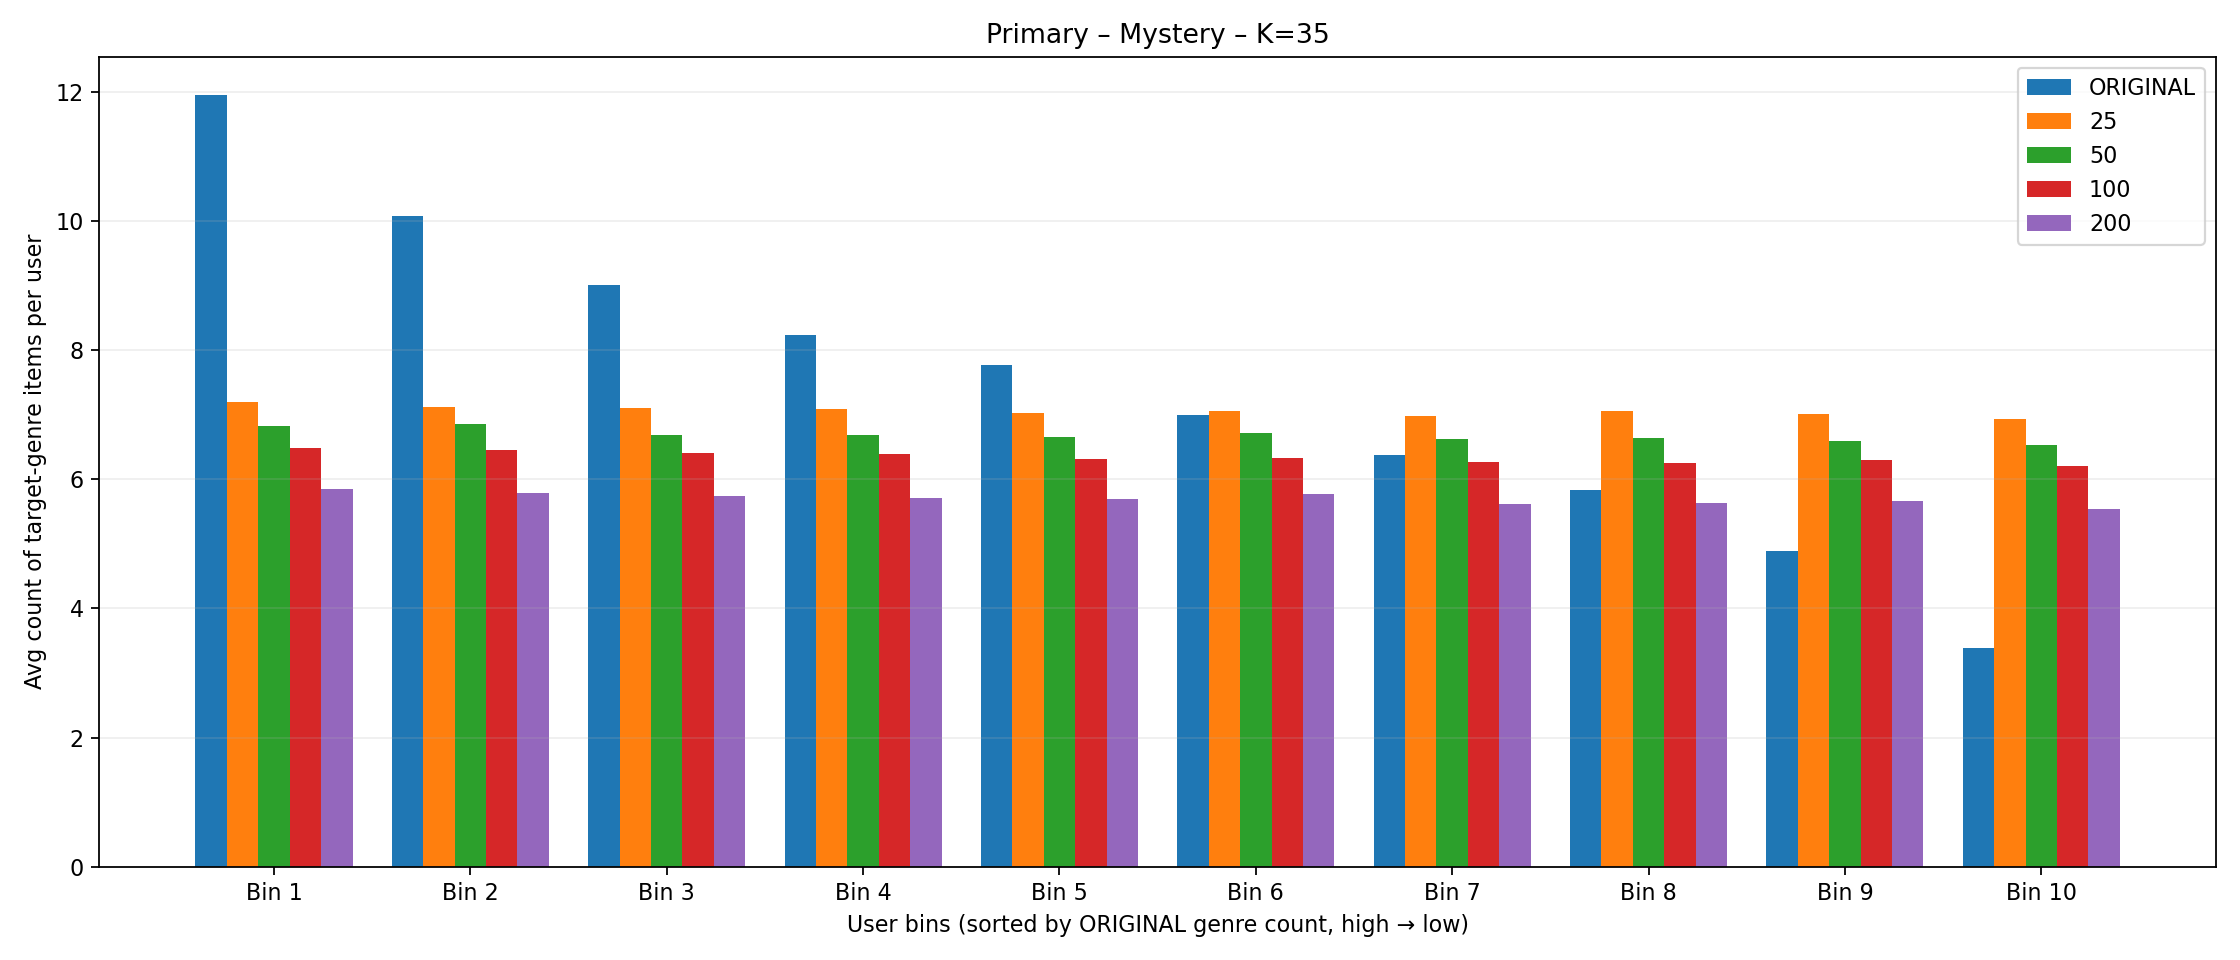 Primary – Mystery – K=35
ORIGINAL
25
50
100
200
Avg count of target-genre items per user
12
10
8
6
4
2
0
Bin 1
Bin 2
Bin 3
Bin 4
Bin 5
Bin 6
Bin 7
Bin 8
Bin 9
Bin 10
User bins (sorted by ORIGINAL genre count, high → low)